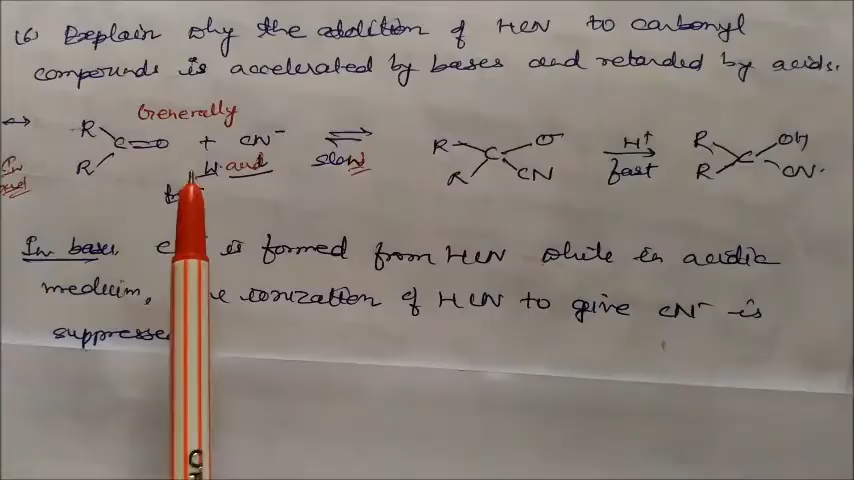 (6) Explain why the addition of HCN to carbonyl
compounds is accelerated by bases and retarded by acids.
Generally
R
R C=O + CN⁻ ⇌ R C O⁻ H⁺ R C OH
R slow R CN fast R CN.
In base, is formed from HCN while in acidic
medium, ionization of HCN to give CN⁻ is